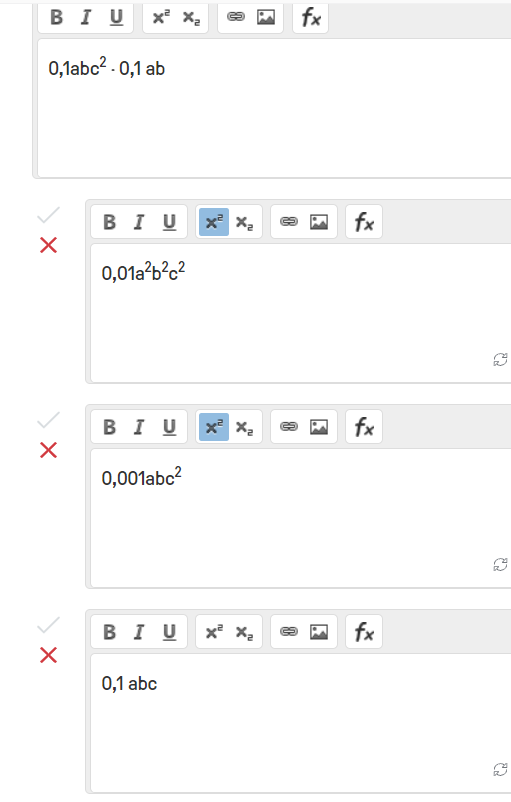 B I U x² x₂ fx
0,1abc² · 0,1 ab
B I U x² x₂ fx
0,01a²b²c²
B I U x² x₂ fx
0,001abc²
B I U x² x₂ fx
0,1 abc